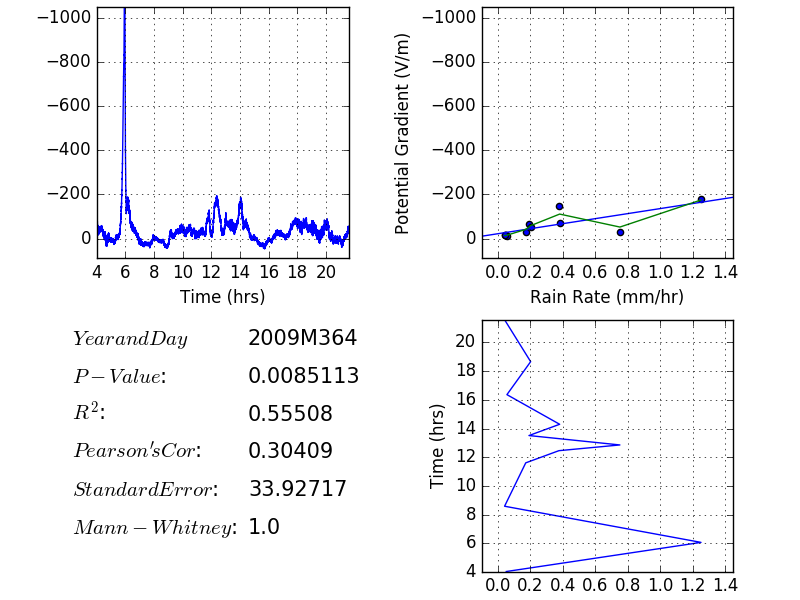 −1000
−800
−600
−400
−200
0
4 6 8 10 12 14 16 18 20
Time (hrs)
Potential Gradient (V/m)
−1000
−800
−600
−400
−200
0
0.0 0.2 0.4 0.6 0.8 1.0 1.2 1.4
Rain Rate (mm/hr)
YearandDay 2009M364
P−Value: 0.0085113
R²: 0.55508
Pearson'sCor: 0.30409
StandardError: 33.92717
Mann−Whitney: 1.0
Time (hrs)
20
18
16
14
12
10
8
6
4
0.0 0.2 0.4 0.6 0.8 1.0 1.2 1.4